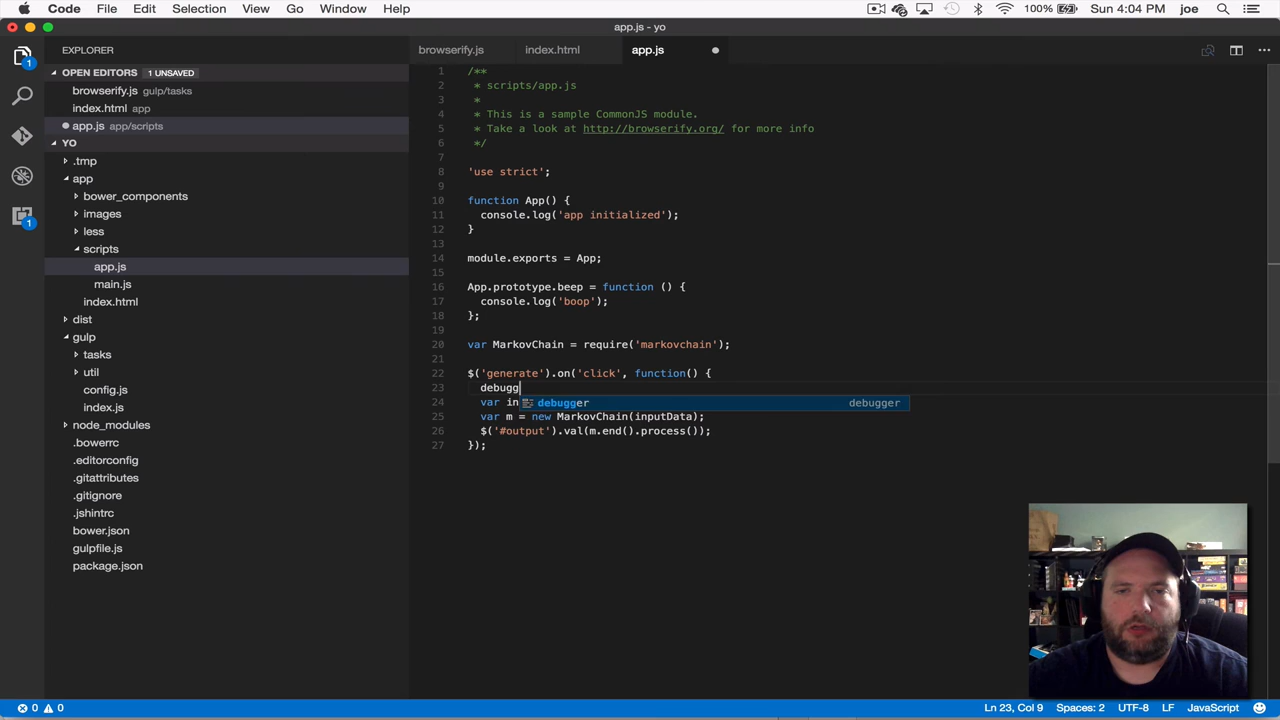 Code File Edit Selection View Go Window Help 100% Sun 4:04 PM joe
app.js - yo
EXPLORER
OPEN EDITORS 1 UNSAVED
browserify.js gulp/tasks
index.html app
app.js app/scripts
YO
.tmp
app
bower_components
images
less
scripts
app.js
main.js
index.html
dist
gulp
tasks
util
config.js
index.js
node_modules
.bowerrc
.editorconfig
.gitattributes
.gitignore
.jshintrc
bower.json
gulpfile.js
package.json
1
1
browserify.js index.html app.js
1 /**
2 * scripts/app.js
3 *
4 * This is a sample CommonJS module.
5 * Take a look at http://browserify.org/ for more info
6 */
7
8 'use strict';
9
10 function App() {
11 console.log('app initialized');
12 }
13
14 module.exports = App;
15
16 App.prototype.beep = function () {
17 console.log('boop');
18 };
19
20 var MarkovChain = require('markovchain');
21
22 $('generate').on('click', function() {
23 debugg
24 var in debugger debugger
25 var m = new MarkovChain(inputData);
26 $('#output').val(m.end().process());
27 });
0 0 Ln 23, Col 9 Spaces: 2 UTF-8 LF JavaScript